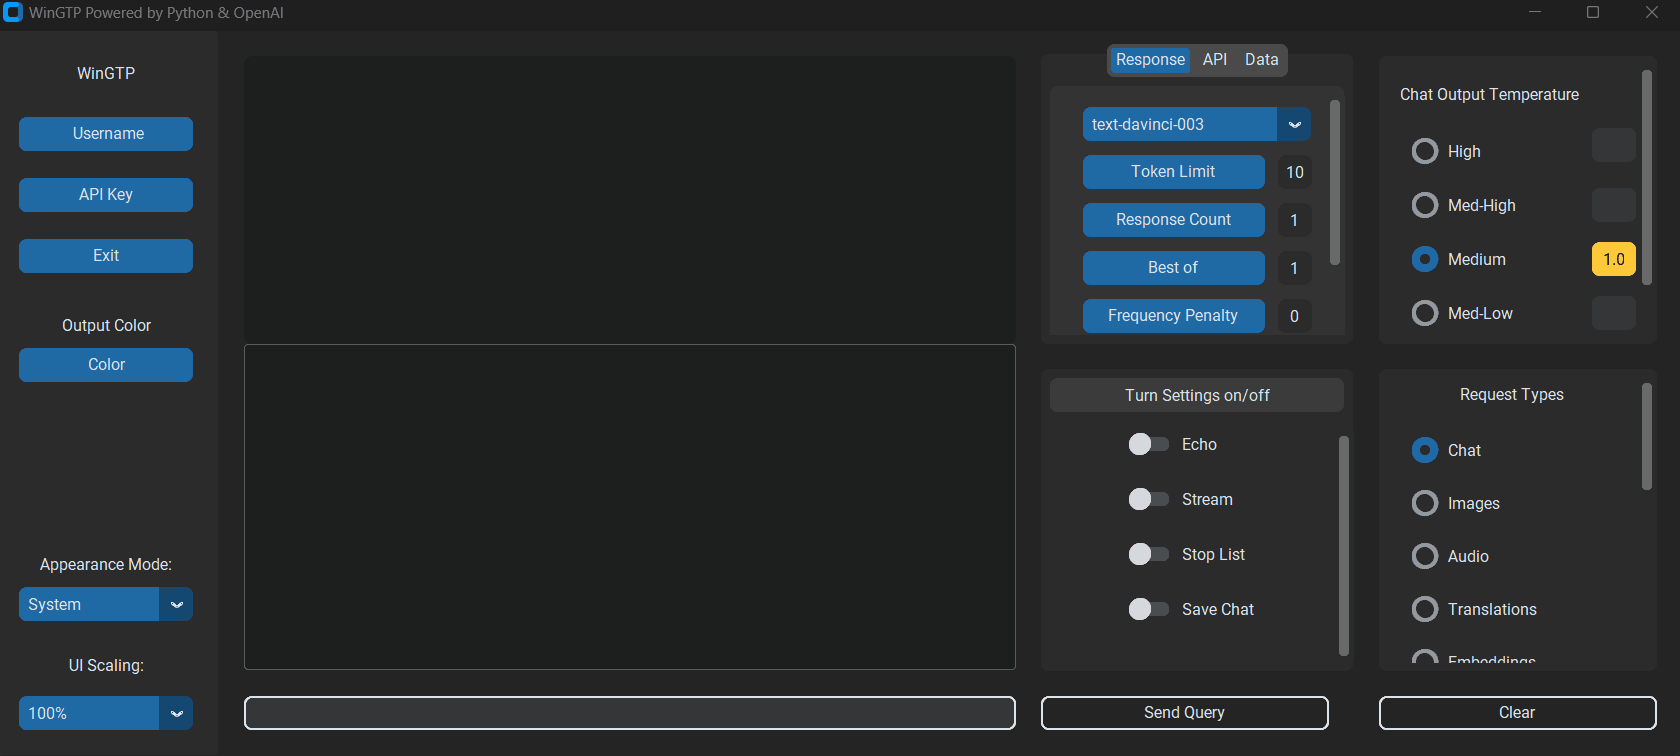 WinGTP Powered by Python & OpenAI
WinGTP
Username
API Key
Exit
Output Color
Color
Appearance Mode:
System
UI Scaling:
100%
Response API Data
text-davinci-003
Token Limit 10
Response Count 1
Best of 1
Frequency Penalty 0
Turn Settings on/off
Echo
Stream
Stop List
Save Chat
Send Query
Chat Output Temperature
High
Med-High
Medium 1.0
Med-Low
Request Types
Chat
Images
Audio
Translations
Embeddings
Clear